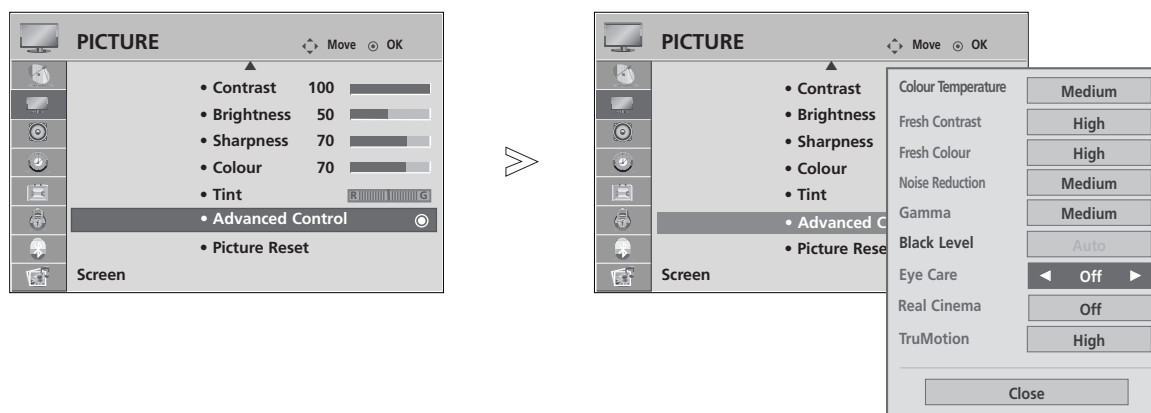 PICTURE Move OK
• Contrast 100
• Brightness 50
• Sharpness 70
• Colour 70
• Tint R G
• Advanced Control
• Picture Reset
Screen
PICTURE Move OK
• Contrast
• Brightness
• Sharpness
• Colour
• Tint
• Advanced C
• Picture Rese
Screen
Colour Temperature Medium
Fresh Contrast High
Fresh Colour High
Noise Reduction Medium
Gamma Medium
Black Level Auto
Eye Care ◄ Off ►
Real Cinema Off
TruMotion High
Close